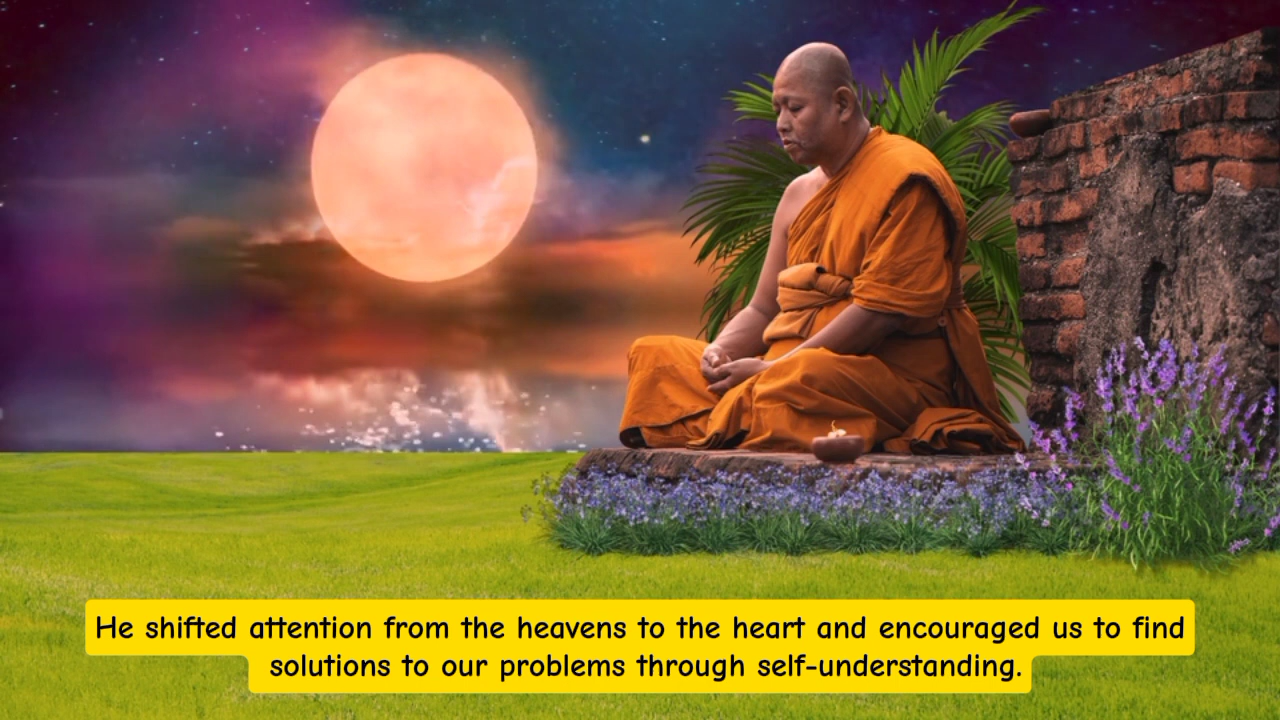 He shifted attention from the heavens to the heart and encouraged us to find
solutions to our problems through self-understanding.